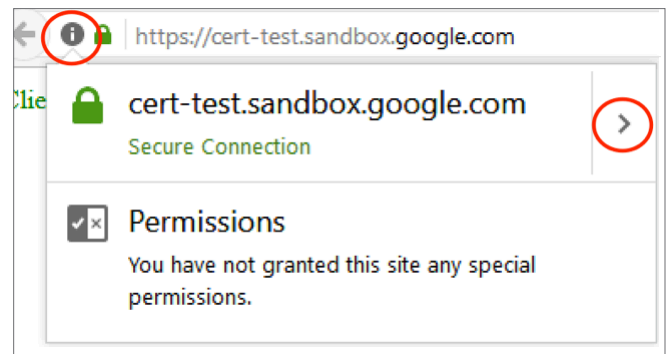 https://cert-test.sandbox.google.com
Clie
cert-test.sandbox.google.com
Secure Connection
Permissions
You have not granted this site any special
permissions.